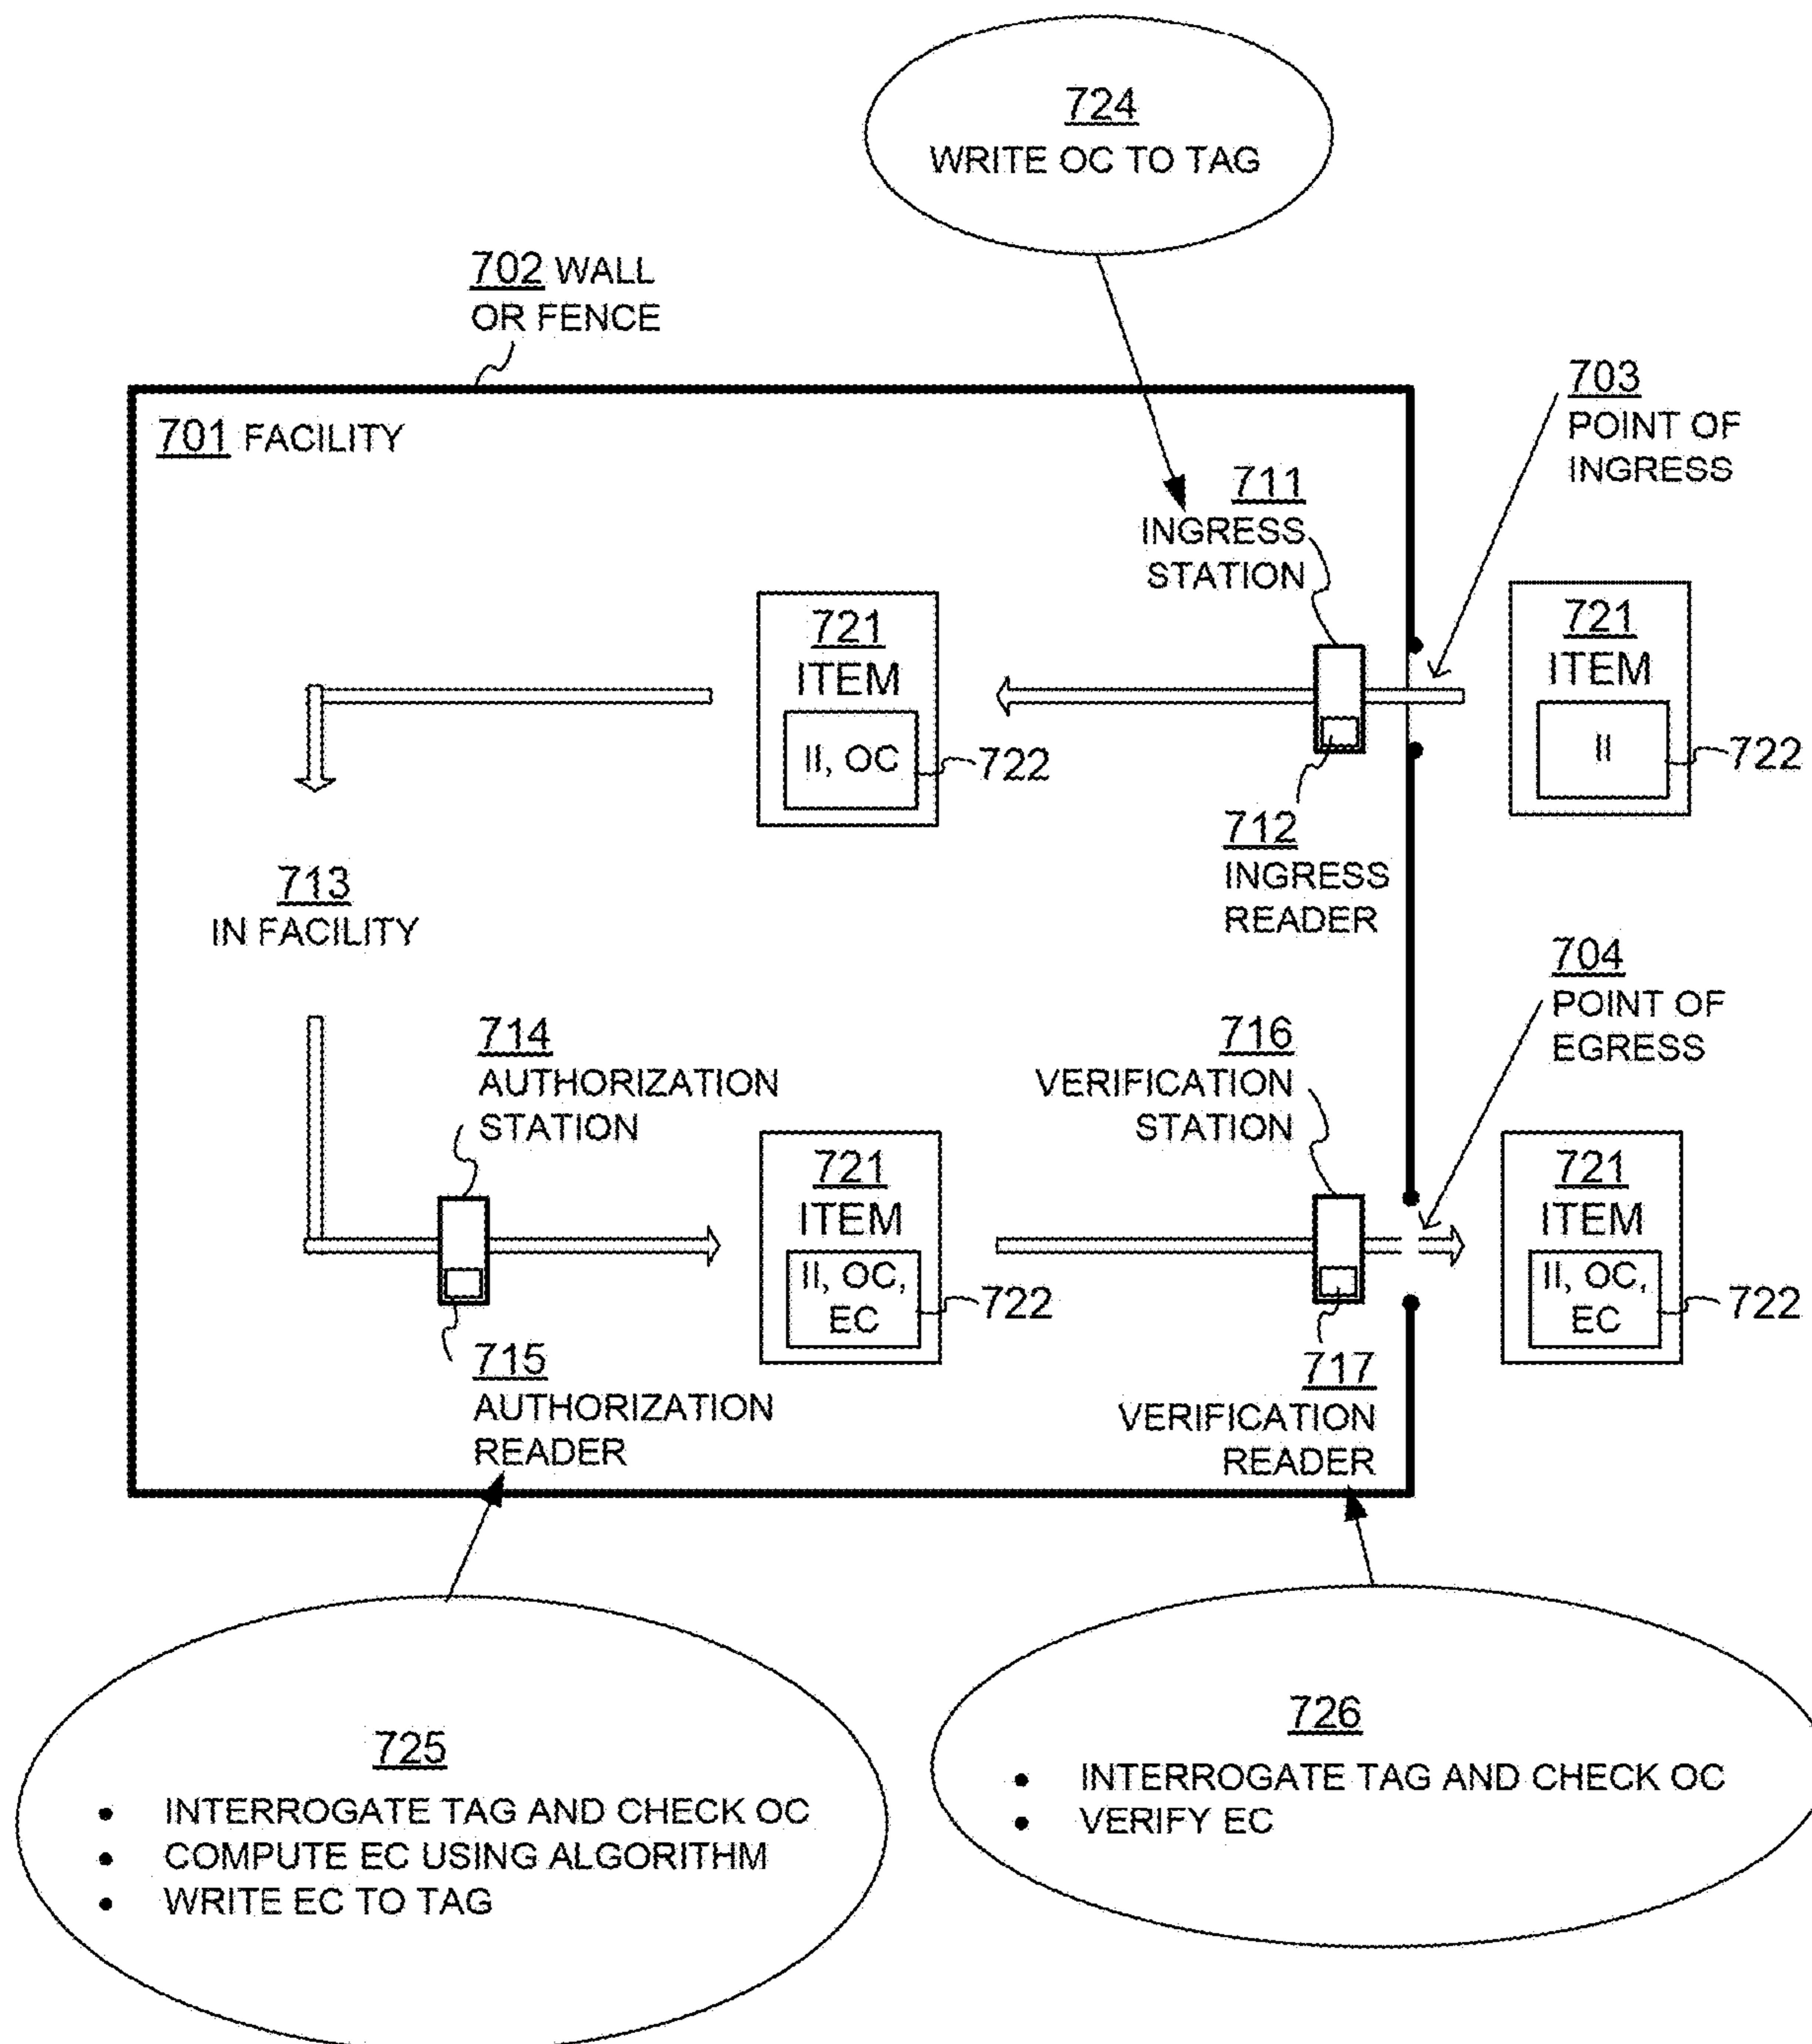 724
WRITE OC TO TAG
702 WALL
OR FENCE
703
POINT OF
INGRESS
701 FACILITY
711
INGRESS
STATION
721
ITEM
II, OC
722
721
ITEM
II
722
712
INGRESS
READER
713
IN FACILITY
704
POINT OF
EGRESS
714
AUTHORIZATION
STATION
716
VERIFICATION
STATION
721
ITEM
II, OC,
EC
722
721
ITEM
II, OC,
EC
722
715
AUTHORIZATION
READER
717
VERIFICATION
READER
725
• INTERROGATE TAG AND CHECK OC
• COMPUTE EC USING ALGORITHM
• WRITE EC TO TAG
726
• INTERROGATE TAG AND CHECK OC
• VERIFY EC